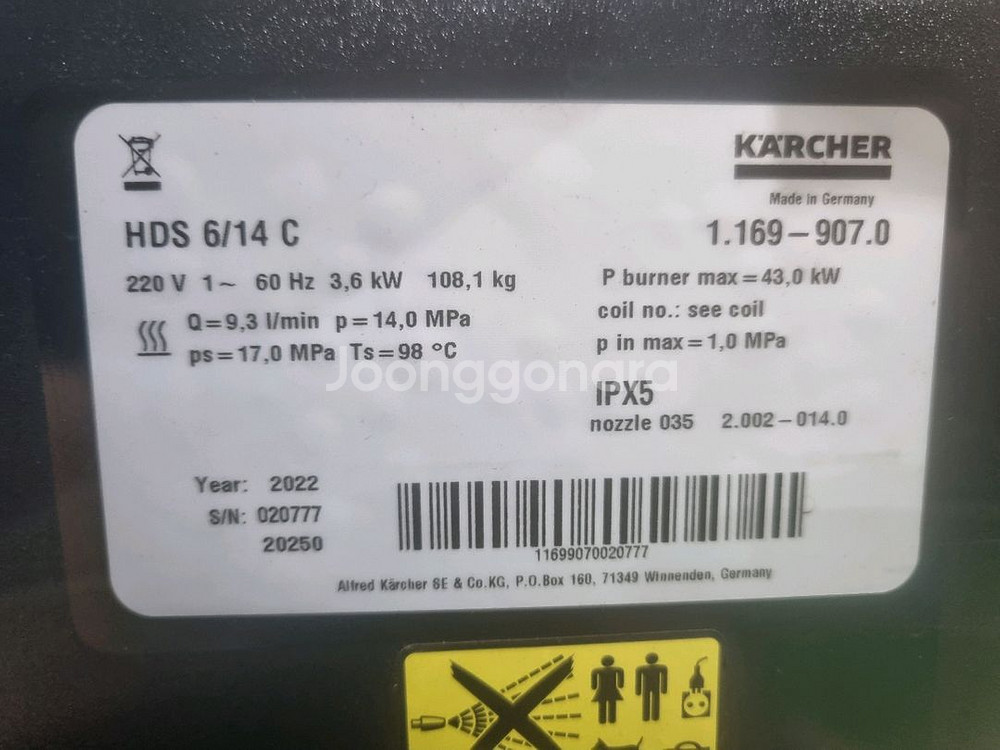 KÄRCHER
Made in Germany
HDS 6/14 C
1.169-907.0
220 V 1~ 60 Hz 3,6 kW 108,1 kg
P burner max=43,0 kW
Q=9,3 l/min p=14,0 MPa
coil no.: see coil
ps=17,0 MPa Ts=98 °C
p in max=1,0 MPa
Joonggonara
IPX5
nozzle 035 2.002-014.0
Year: 2022
S/N: 020777
20250
11699070020777
Alfred Kärcher SE & Co.KG, P.O.Box 160, 71349 Winnenden, Germany